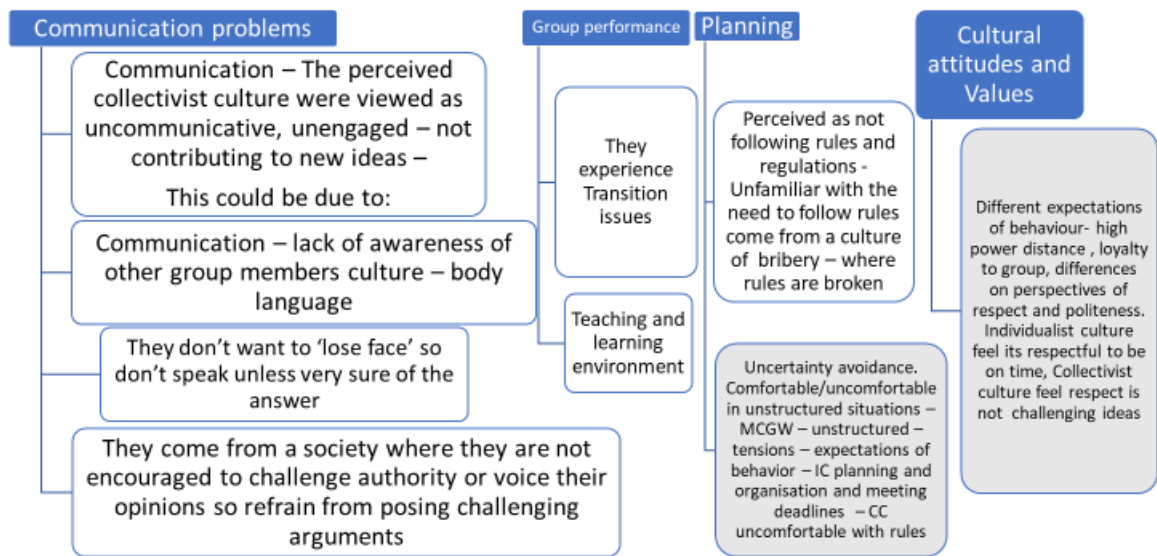 Communication problems
Communication – The perceived
collectivist culture were viewed as
uncommunicative, unengaged – not
contributing to new ideas –
This could be due to:
Communication – lack of awareness of
other group members culture – body
language
They don't want to 'lose face' so
don't speak unless very sure of the
answer
They come from a society where they are not
encouraged to challenge authority or voice their
opinions so refrain from posing challenging
arguments
Group performance
They
experience
Transition
issues
Teaching and
learning
environment
Planning
Perceived as not
following rules and
regulations -
Unfamiliar with the
need to follow rules
come from a culture
of bribery – where
rules are broken
Uncertainty avoidance.
Comfortable/uncomfortable
in unstructured situations –
MCGW – unstructured –
tensions – expectations of
behavior – IC planning and
organisation and meeting
deadlines – CC
uncomfortable with rules
Cultural
attitudes and
Values
Different expectations
of behaviour- high
power distance , loyalty
to group, differences
on perspectives of
respect and politeness.
Individualist culture
feel its respectful to be
on time, Collectivist
culture feel respect is
not challenging ideas